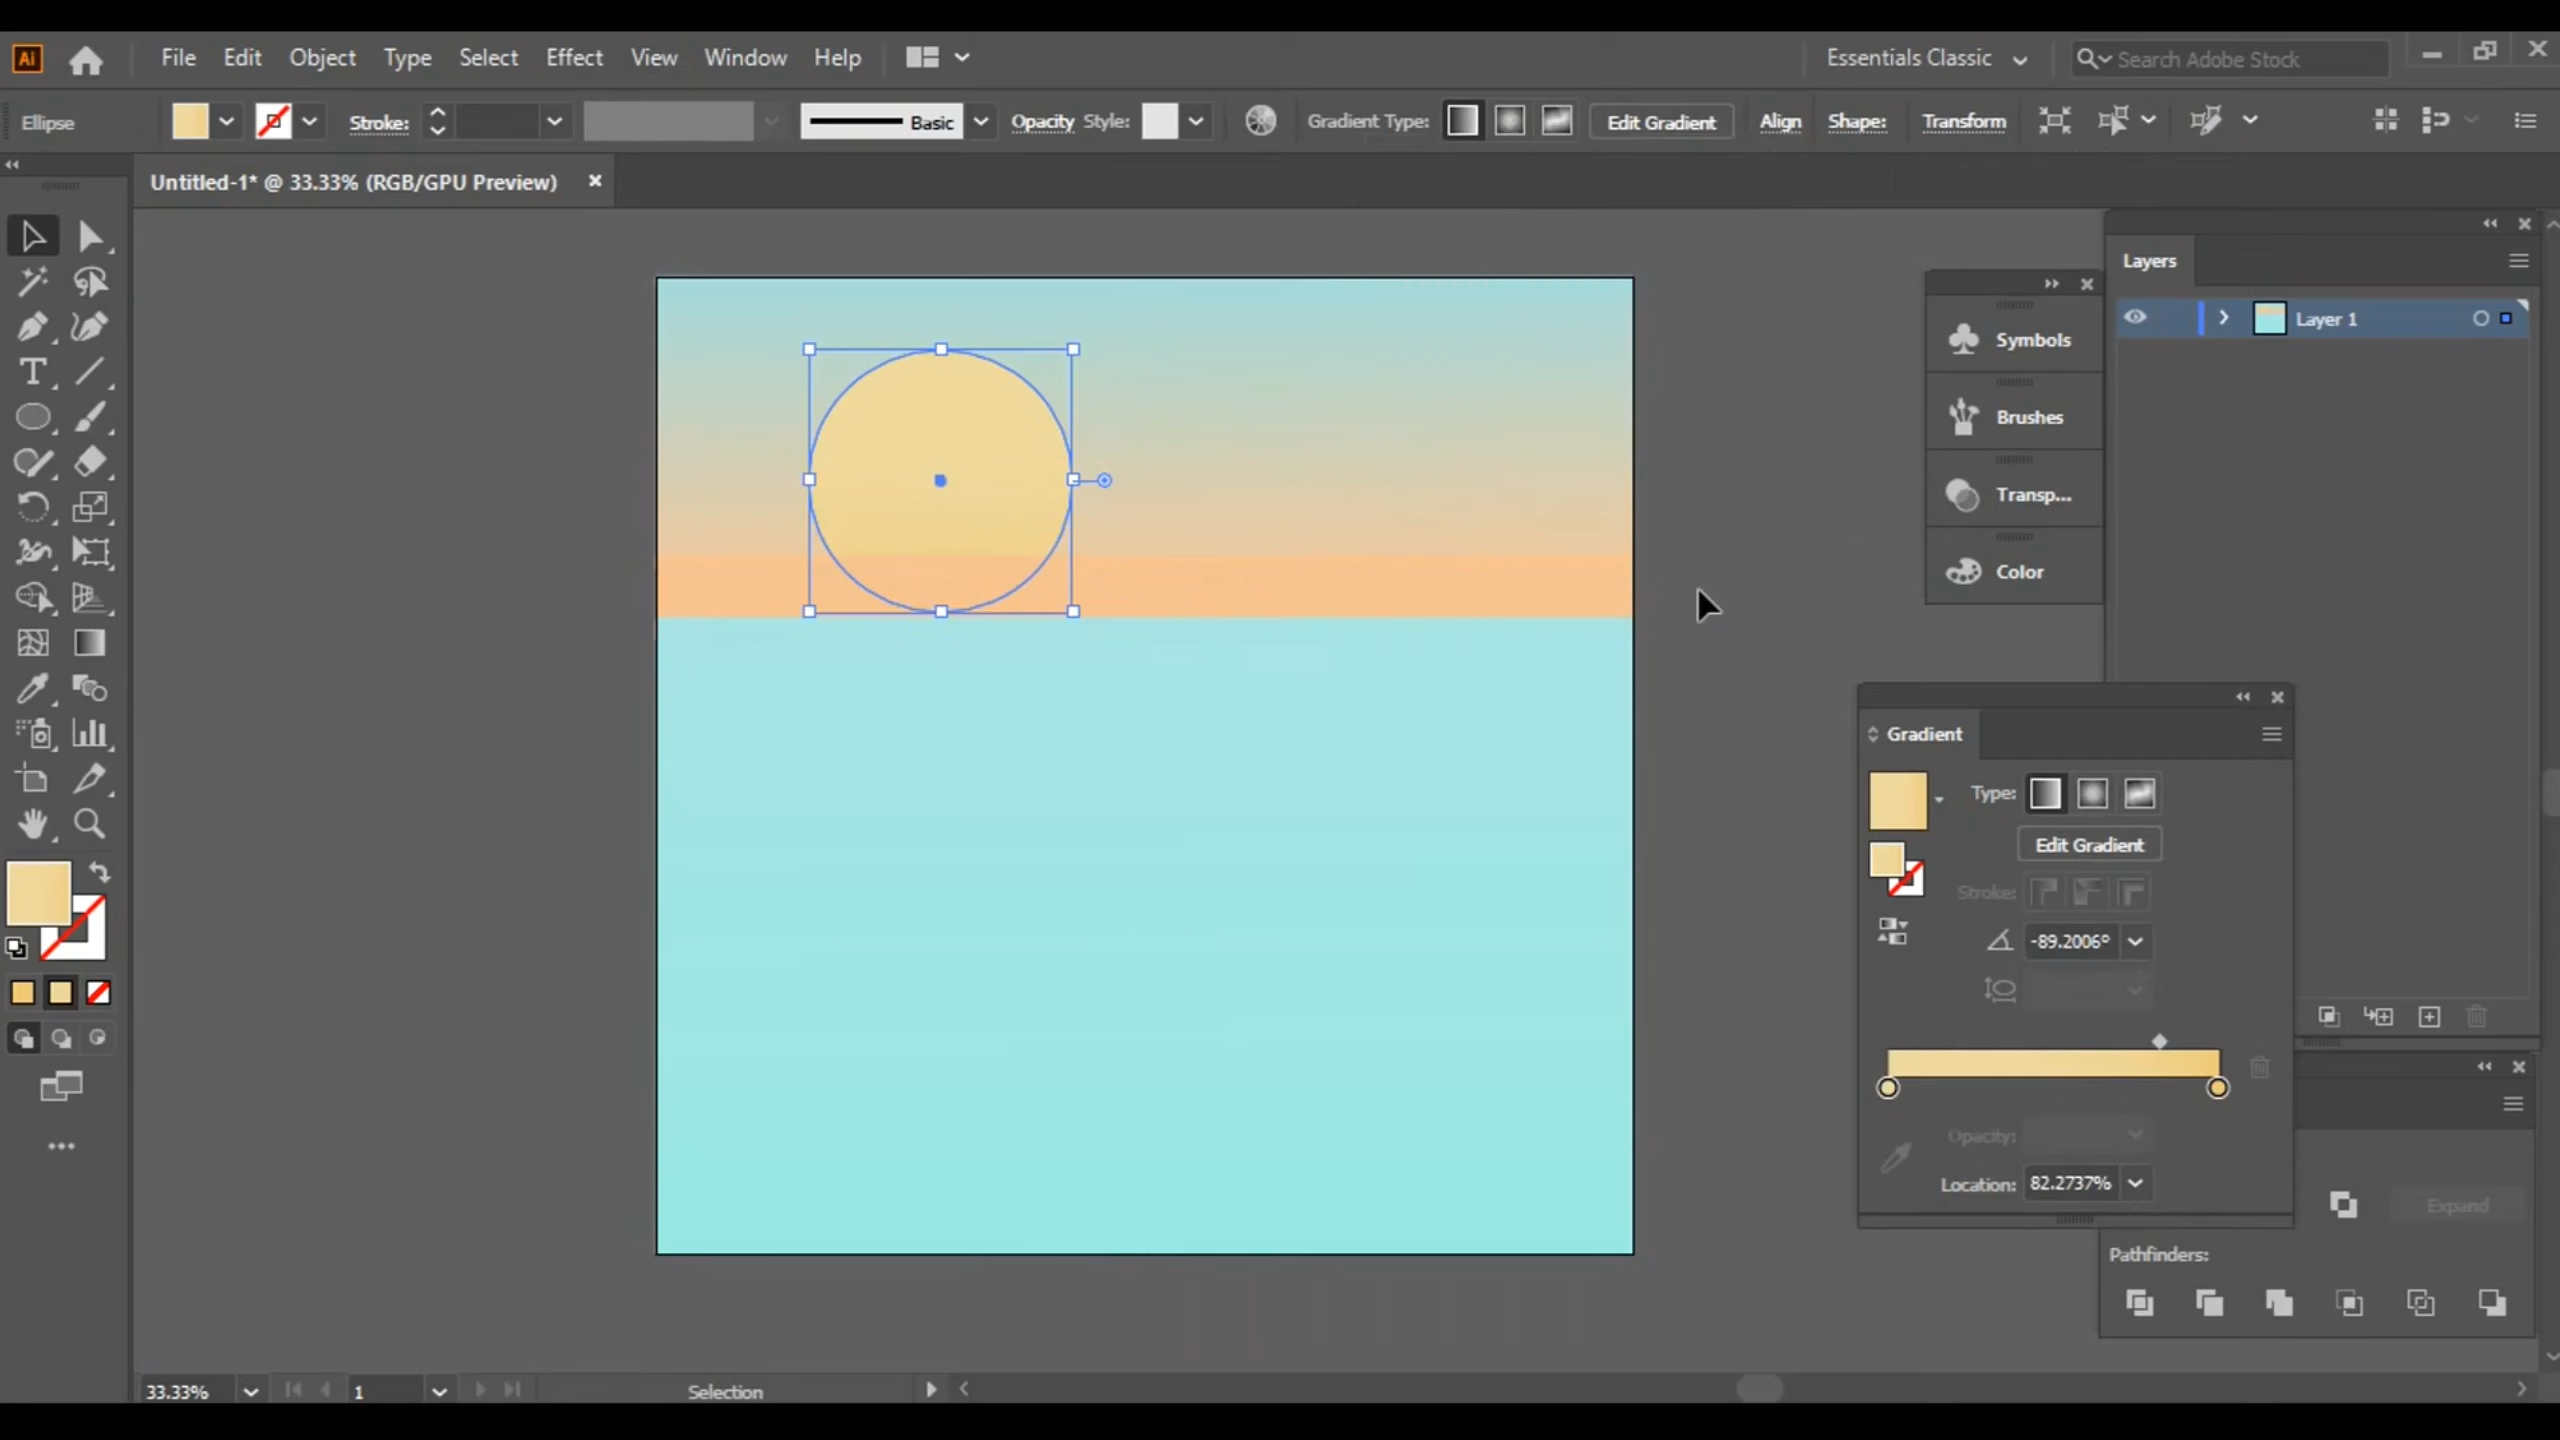 Ai File Edit Object Type Select Effect View Window Help Essentials Classic Search Adobe Stock
Ellipse Stroke: Basic Opacity Style: Gradient Type: Edit Gradient Align Shape: Transform
Untitled-1* @ 33.33% (RGB/GPU Preview)
Layers
Layer 1
Symbols
Brushes
Transp...
Color
Gradient
Type:
Edit Gradient
Stroke:
-89.2006°
Opacity:
Location: 82.2737%
Expand
Pathfinders:
33.33% 1 Selection